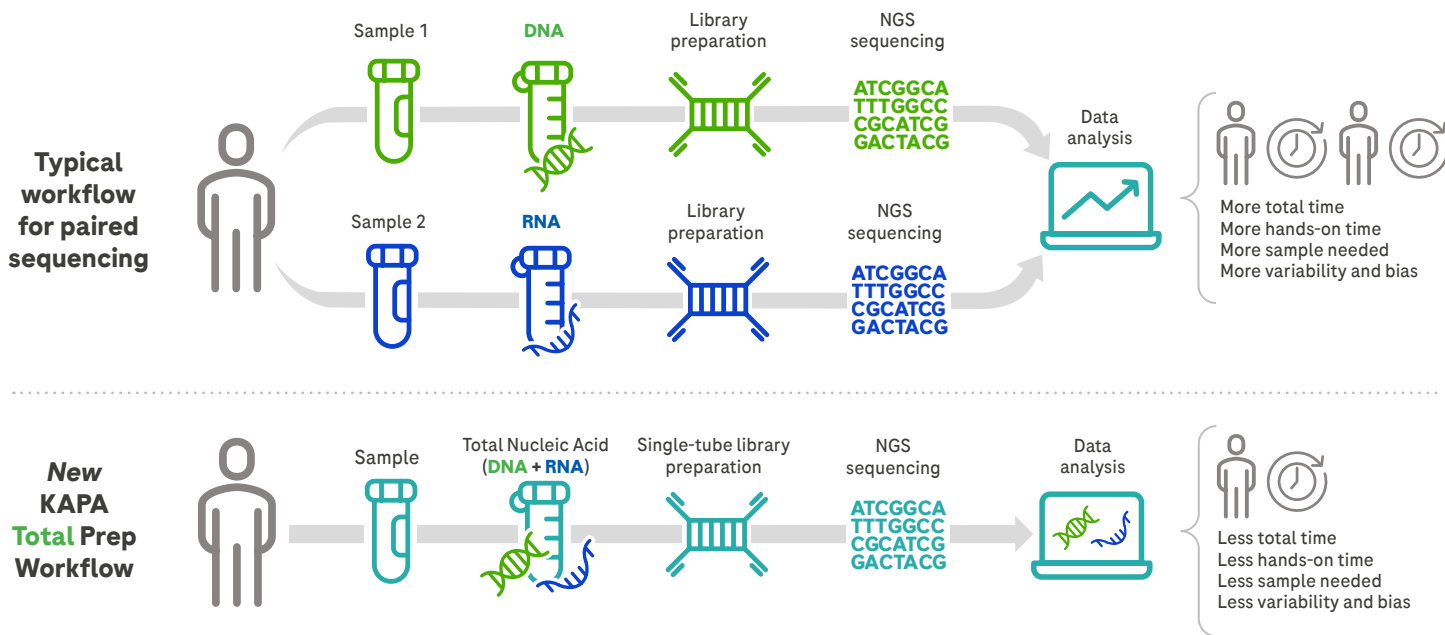 Typical
workflow
for paired
sequencing
Sample 1
DNA
Library
preparation
NGS
sequencing
ATCGGCA
TTTGGCC
CGCATCG
GACTACG
Sample 2
RNA
Library
preparation
NGS
sequencing
ATCGGCA
TTTGGCC
CGCATCG
GACTACG
Data
analysis
More total time
More hands-on time
More sample needed
More variability and bias
New
KAPA
Total Prep
Workflow
Sample
Total Nucleic Acid
(DNA + RNA)
Single-tube library
preparation
NGS
sequencing
ATCGGCA
TTTGGCC
CGCATCG
GACTACG
Data
analysis
Less total time
Less hands-on time
Less sample needed
Less variability and bias